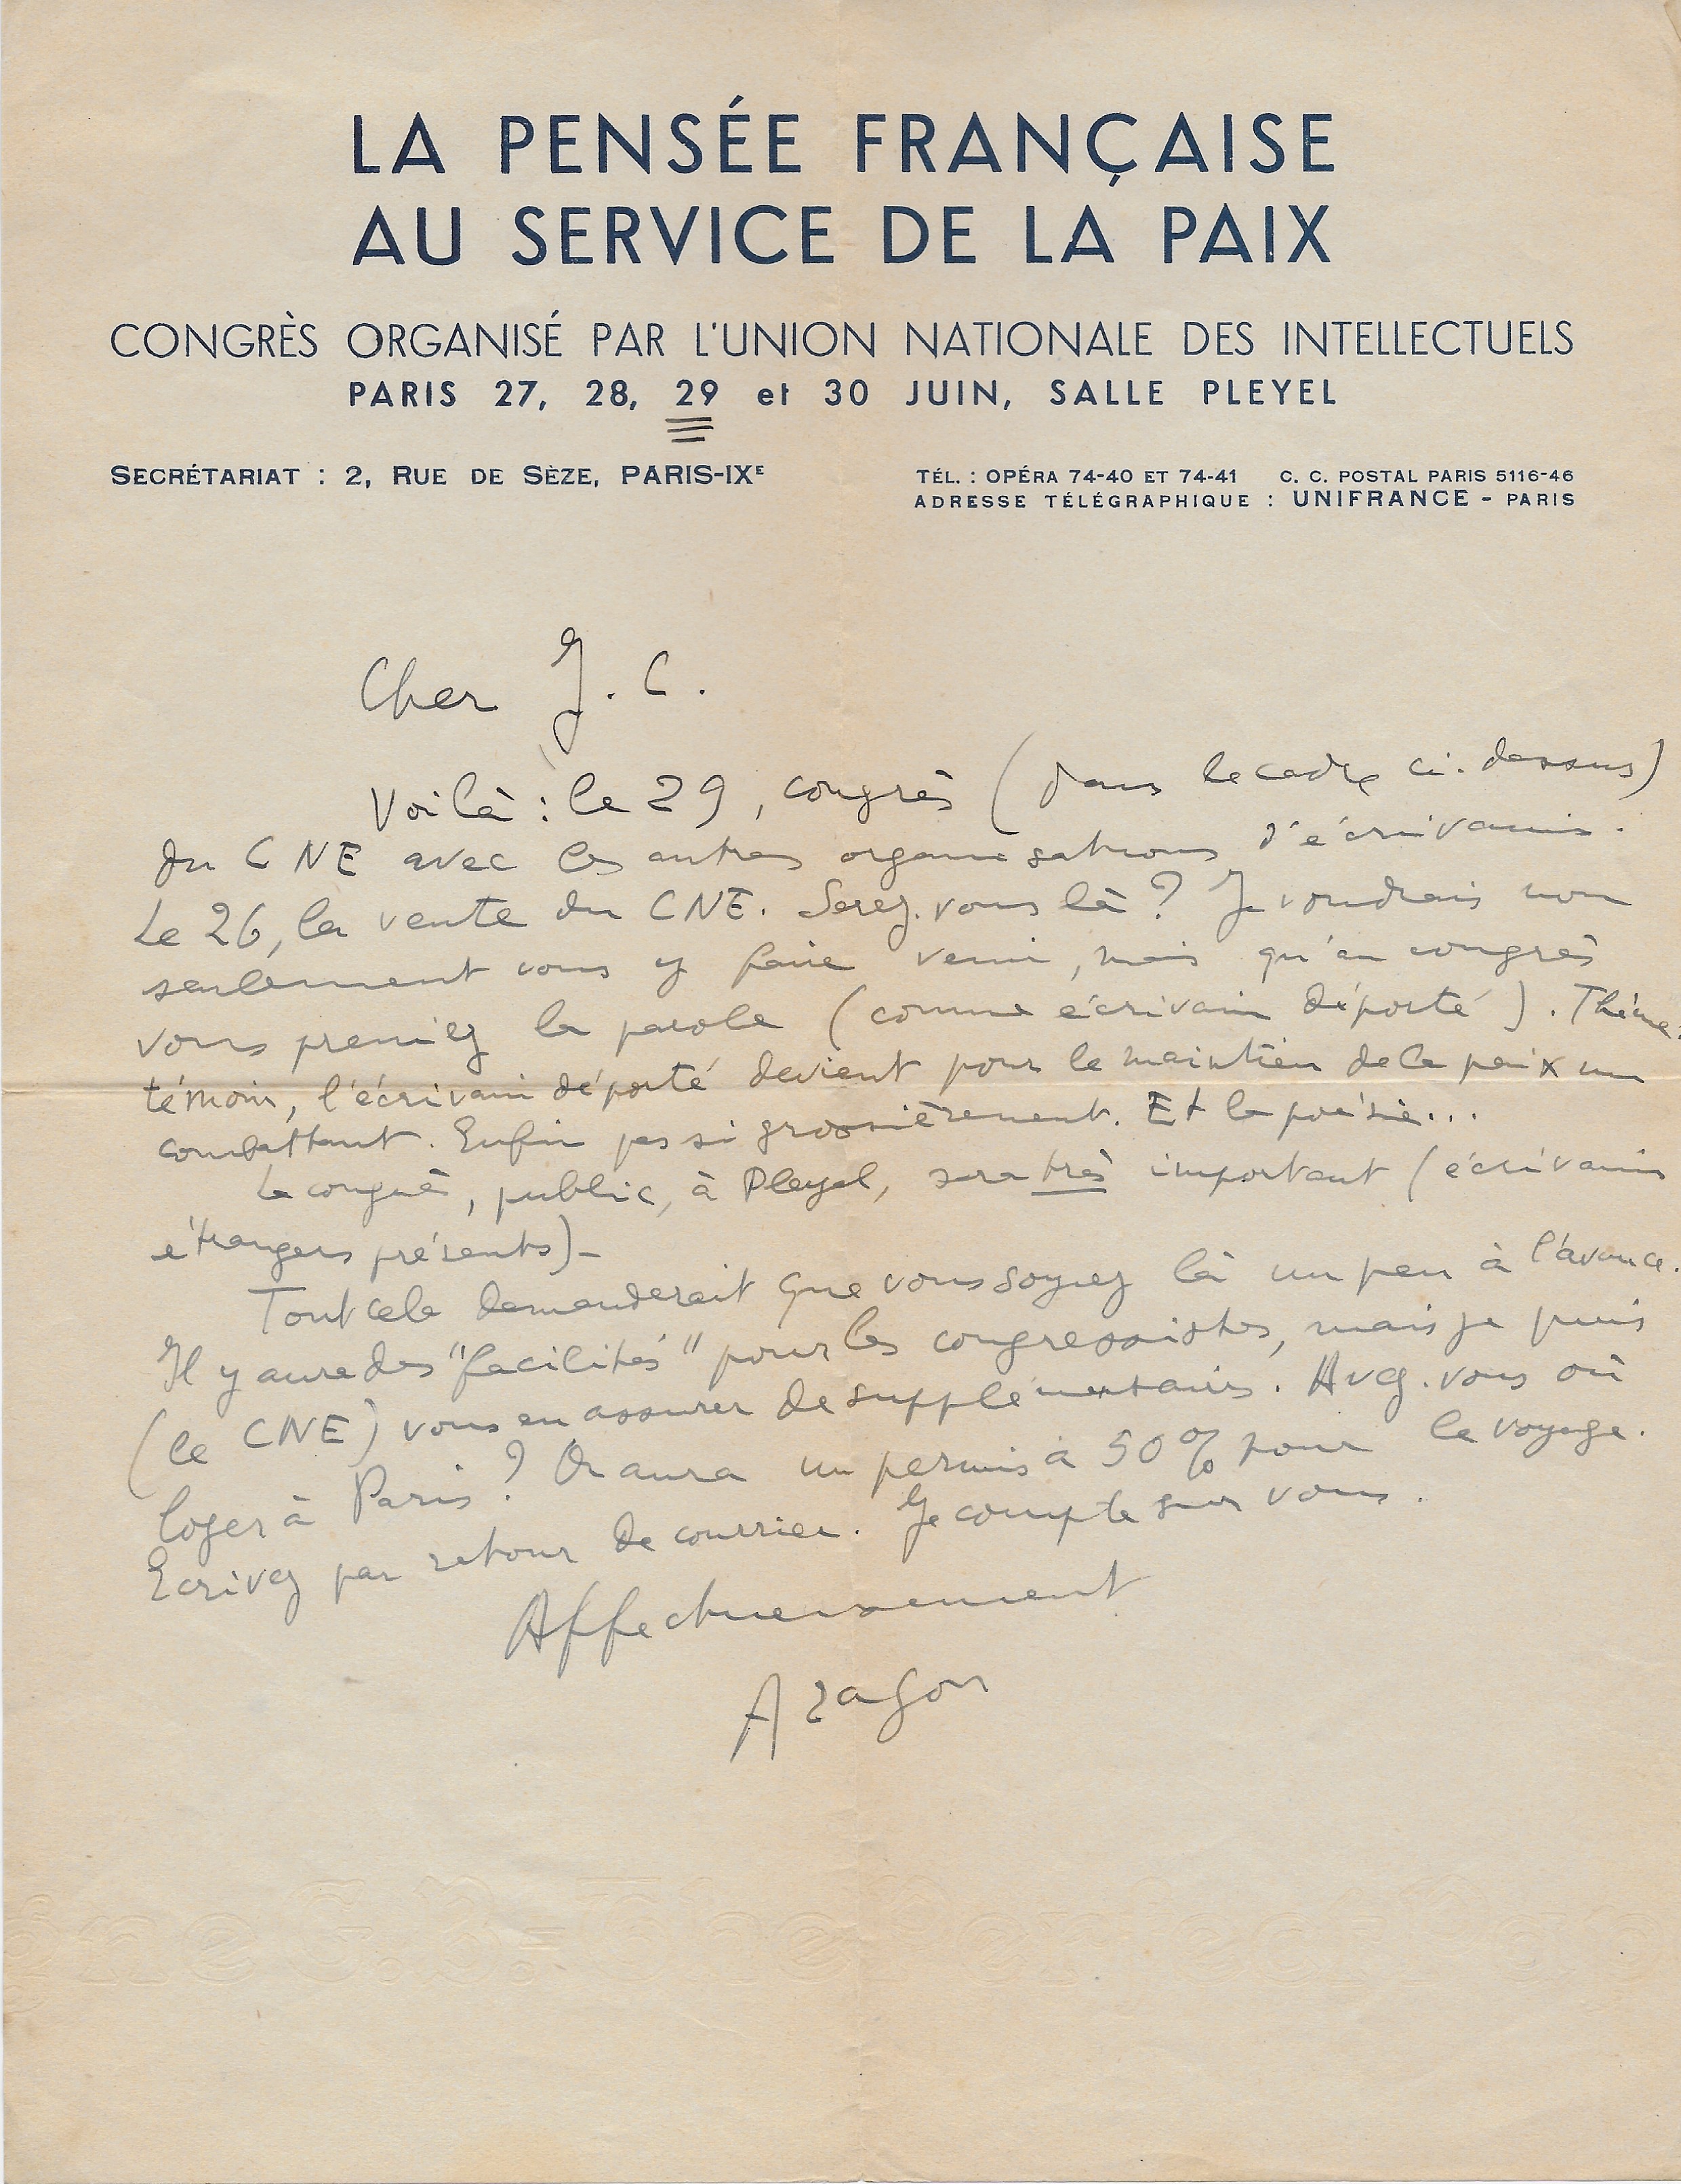 LA PENSÉE FRANÇAISE
AU SERVICE DE LA PAIX
CONGRÈS ORGANISÉ PAR L'UNION NATIONALE DES INTELLECTUELS
PARIS 27, 28, 29 et 30 JUIN, SALLE PLEYEL
SECRÉTARIAT : 2, RUE DE SÈZE, PARIS-IXᴱ
TÉL. : OPÉRA 74-40 ET 74-41 C. C. POSTAL PARIS 5116-46
ADRESSE TÉLÉGRAPHIQUE : UNIFRANCE - PARIS
Cher J. C.
Voilà : le 29, congrès (dans le cadre ci-dessus)
du CNE avec les autres organisations d'écrivains.
Le 26, la vente du CNE. Serez-vous là ? Je voudrais non
seulement vous y faire venir, mais qu'au congrès
vous preniez la parole (comme écrivain déporté). Thème :
témoin, l'écrivain déporté devient pour le maintien de la paix un
combattant. Enfin pas si grossièrement. Et la poésie...
Le congrès, public, à Pleyel, sera très important (écrivains
étrangers présents) -
Tout cela demanderait que vous soyez là un peu à l'avance.
Il y aura des "facilités" pour les congressistes, mais je puis
(le CNE) vous en assurer de supplémentaires. Avez-vous où
loger à Paris ? On aura un permis à 50% pour le voyage.
Ecrivez par retour de courrier. Je compte sur vous.
Affectueusement
Aragon